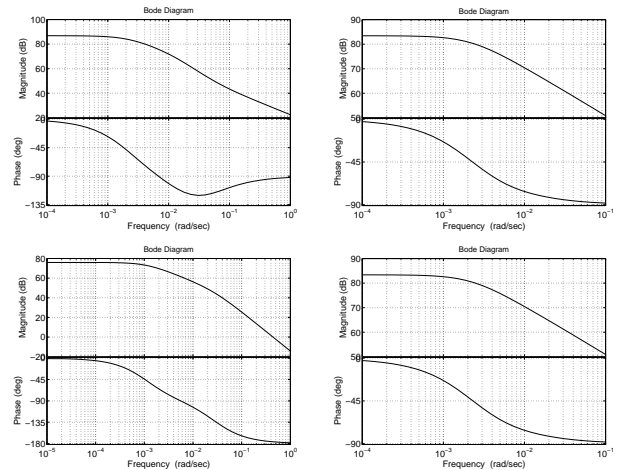 Bode Diagram
100
80
60
40
20
Magnitude (dB)
0
−45
−90
−135
Phase (deg)
10−4 10−3 10−2 10−1 100
Frequency (rad/sec)
Bode Diagram
90
80
70
60
50
Magnitude (dB)
0
−45
−90
Phase (deg)
10−4 10−3 10−2 10−1
Frequency (rad/sec)
Bode Diagram
80
60
40
20
0
−20
Magnitude (dB)
0
−45
−90
−135
−180
Phase (deg)
10−5 10−4 10−3 10−2 10−1 100
Frequency (rad/sec)
Bode Diagram
90
80
70
60
50
Magnitude (dB)
0
−45
−90
Phase (deg)
10−4 10−3 10−2 10−1
Frequency (rad/sec)